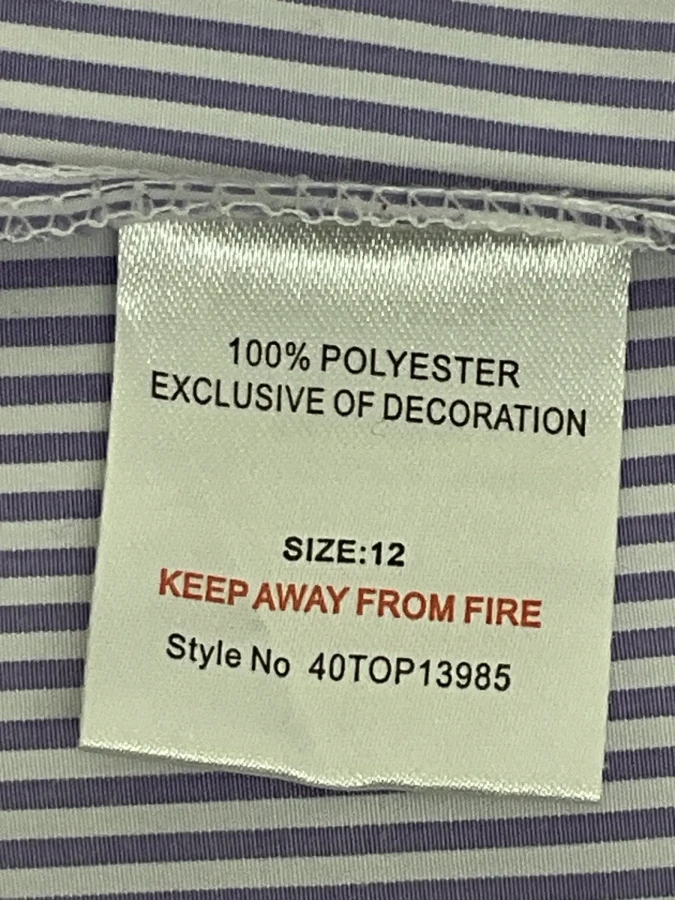 100% POLYESTER
EXCLUSIVE OF DECORATION
SIZE:12
KEEP AWAY FROM FIRE
Style No 40TOP13985